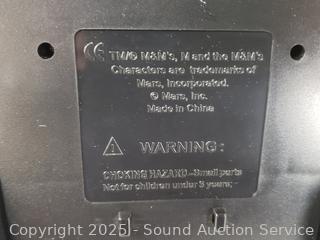 CE TM/® M&M's, M and the M&M's
Characters are trademarks of
Mars, Incorporated.
© Mars, Inc.
Made in China
! WARNING:
CHOKING HAZARD–Small parts
Not for children under 3 years;–
Copyright 2025 - Sound Auction Service